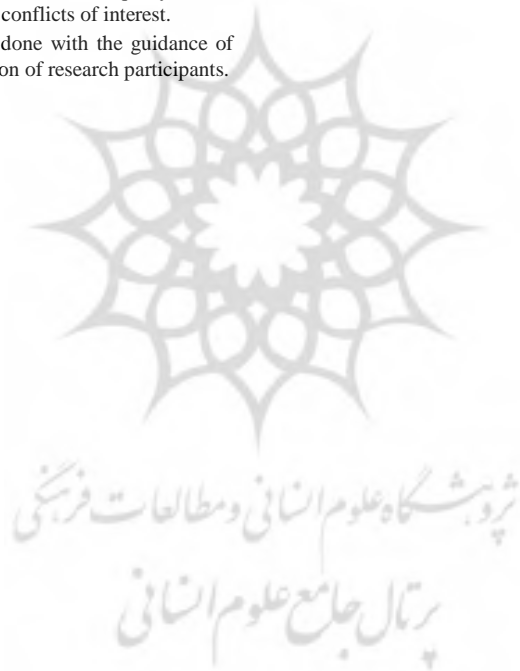 conflicts of interest.
done with the guidance of
on of research participants.
پژوهشگاه علوم انسانی و مطالعات فرهنگی
پرتال جامع علوم انسانی